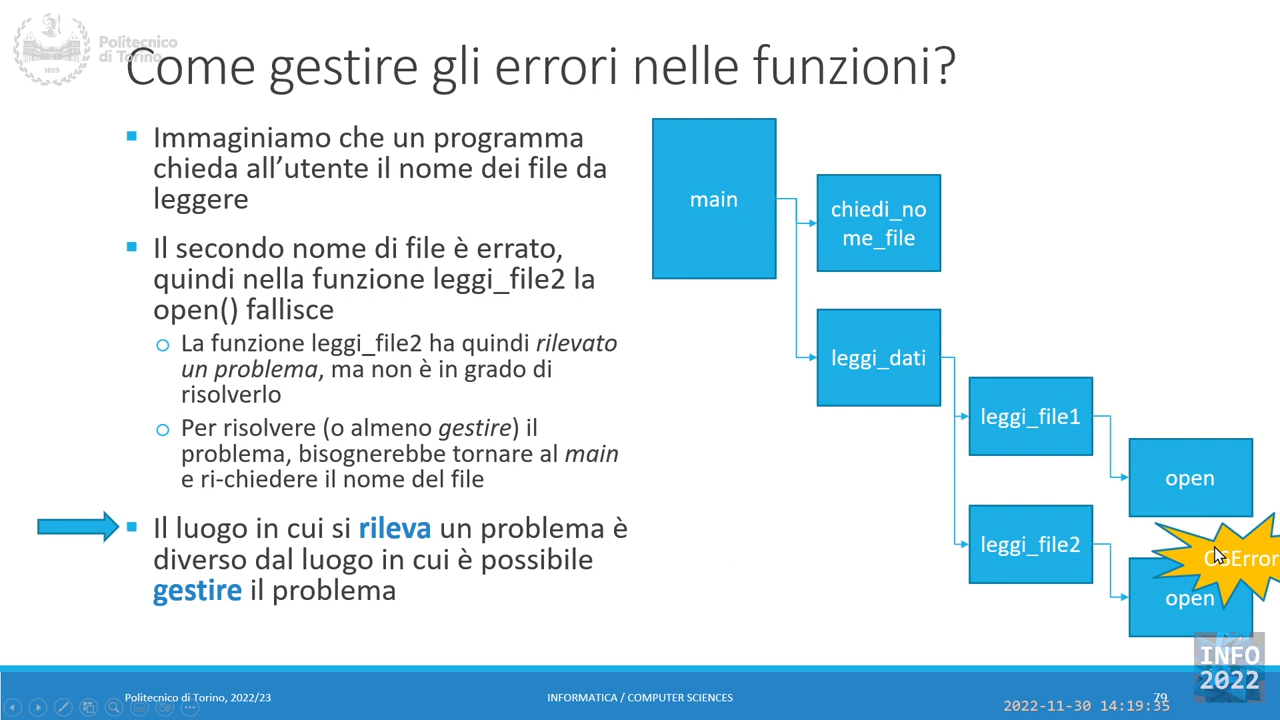 Politecnico
di Torino
1859
Come gestire gli errori nelle funzioni?
Immaginiamo che un programma
chieda all'utente il nome dei file da
leggere
Il secondo nome di file è errato,
quindi nella funzione leggi_file2 la
open() fallisce
La funzione leggi_file2 ha quindi rilevato
un problema, ma non è in grado di
risolverlo
Per risolvere (o almeno gestire) il
problema, bisognerebbe tornare al main
e ri-chiedere il nome del file
Il luogo in cui si rileva un problema è
diverso dal luogo in cui è possibile
gestire il problema
main
chiedi_no
me_file
leggi_dati
leggi_file1
open
leggi_file2
OSError
open
INFO
2022
Politecnico di Torino, 2022/23
INFORMATICA / COMPUTER SCIENCES
79
2022-11-30 14:19:35